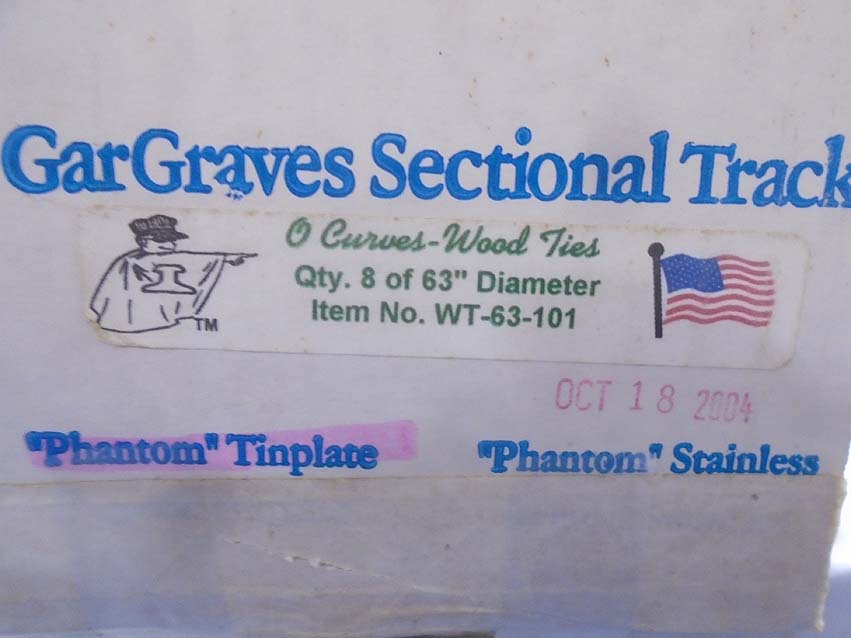 GarGraves Sectional Track
O Curves-Wood Ties
Qty. 8 of 63" Diameter
Item No. WT-63-101
TM
OCT 18 2004
"Phantom" Tinplate "Phantom" Stainless